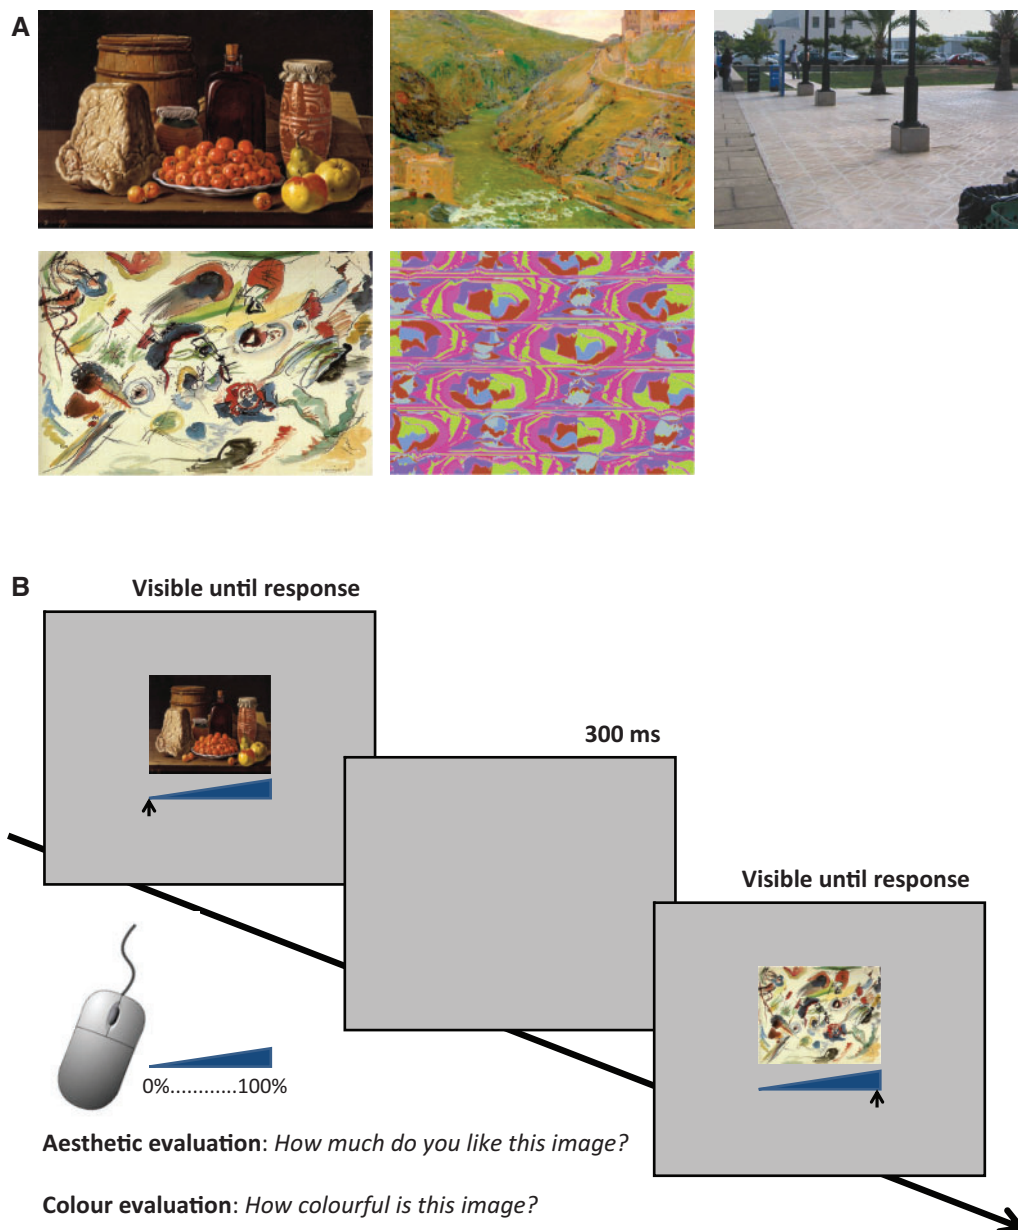 A
B
Visible until response
300 ms
Visible until response
0%............100%
Aesthetic evaluation: How much do you like this image?
Colour evaluation: How colourful is this image?